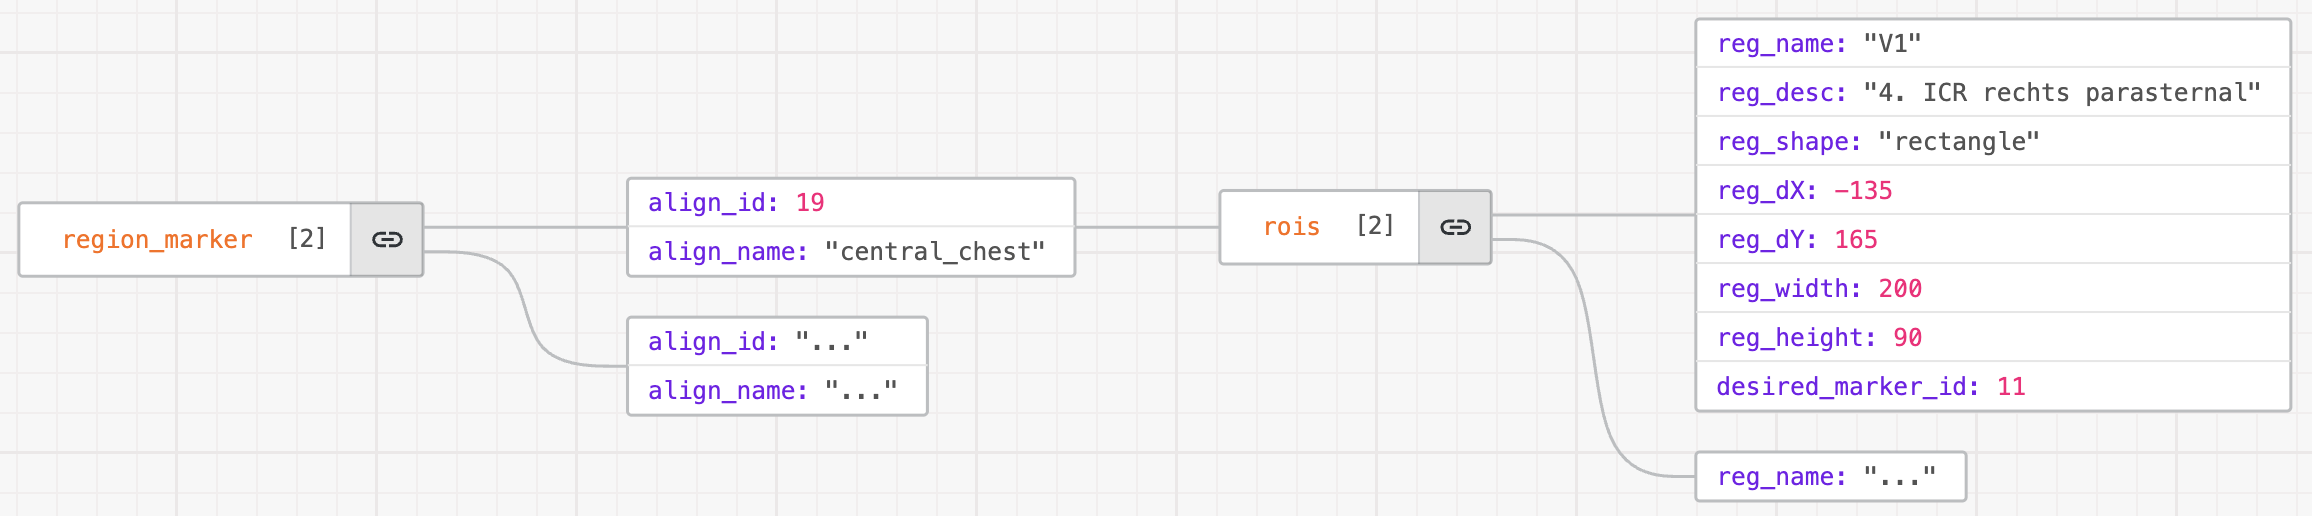 region_marker [2]
align_id: 19
align_name: "central_chest"
align_id: "..."
align_name: "..."
rois [2]
reg_name: "V1"
reg_desc: "4. ICR rechts parasternal"
reg_shape: "rectangle"
reg_dX: -135
reg_dY: 165
reg_width: 200
reg_height: 90
desired_marker_id: 11
reg_name: "..."